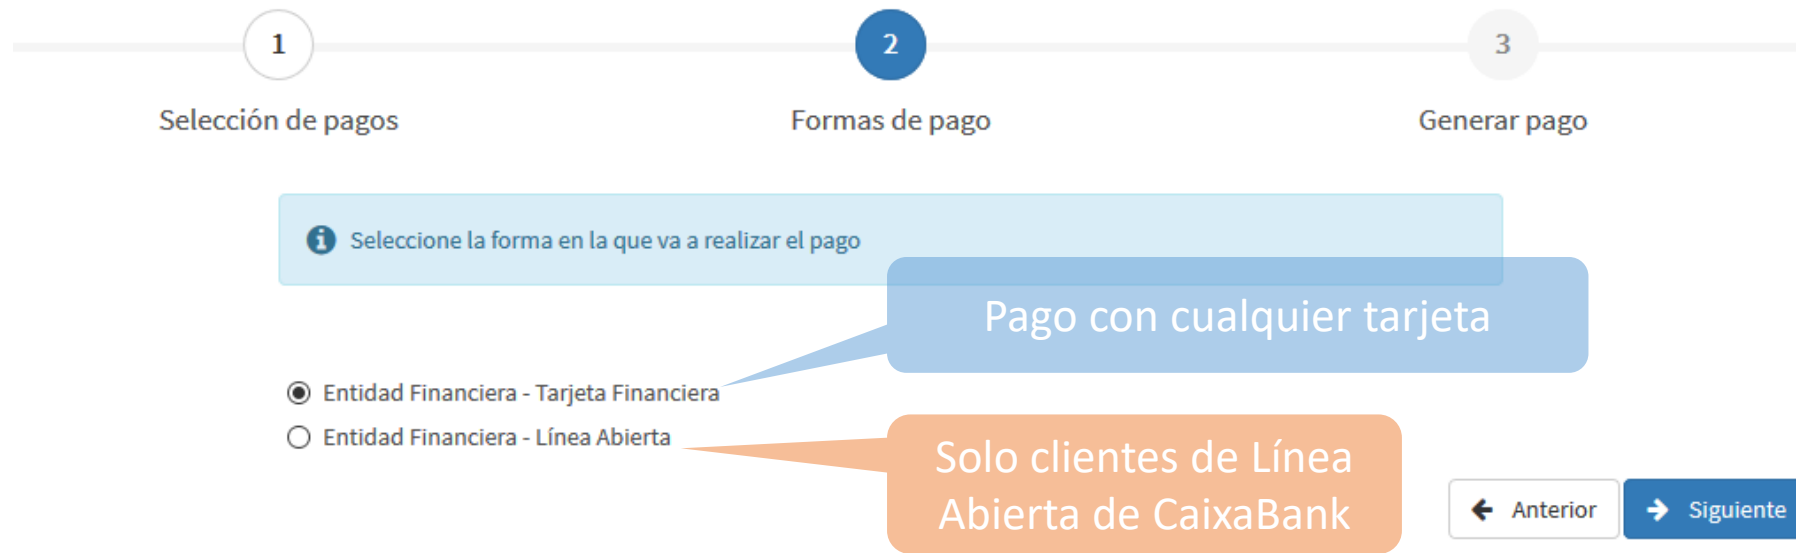 1
2
3
Selección de pagos
Formas de pago
Generar pago
Seleccione la forma en la que va a realizar el pago
Pago con cualquier tarjeta
Entidad Financiera - Tarjeta Financiera
Entidad Financiera - Línea Abierta
Solo clientes de Línea
Abierta de CaixaBank
Anterior
Siguiente